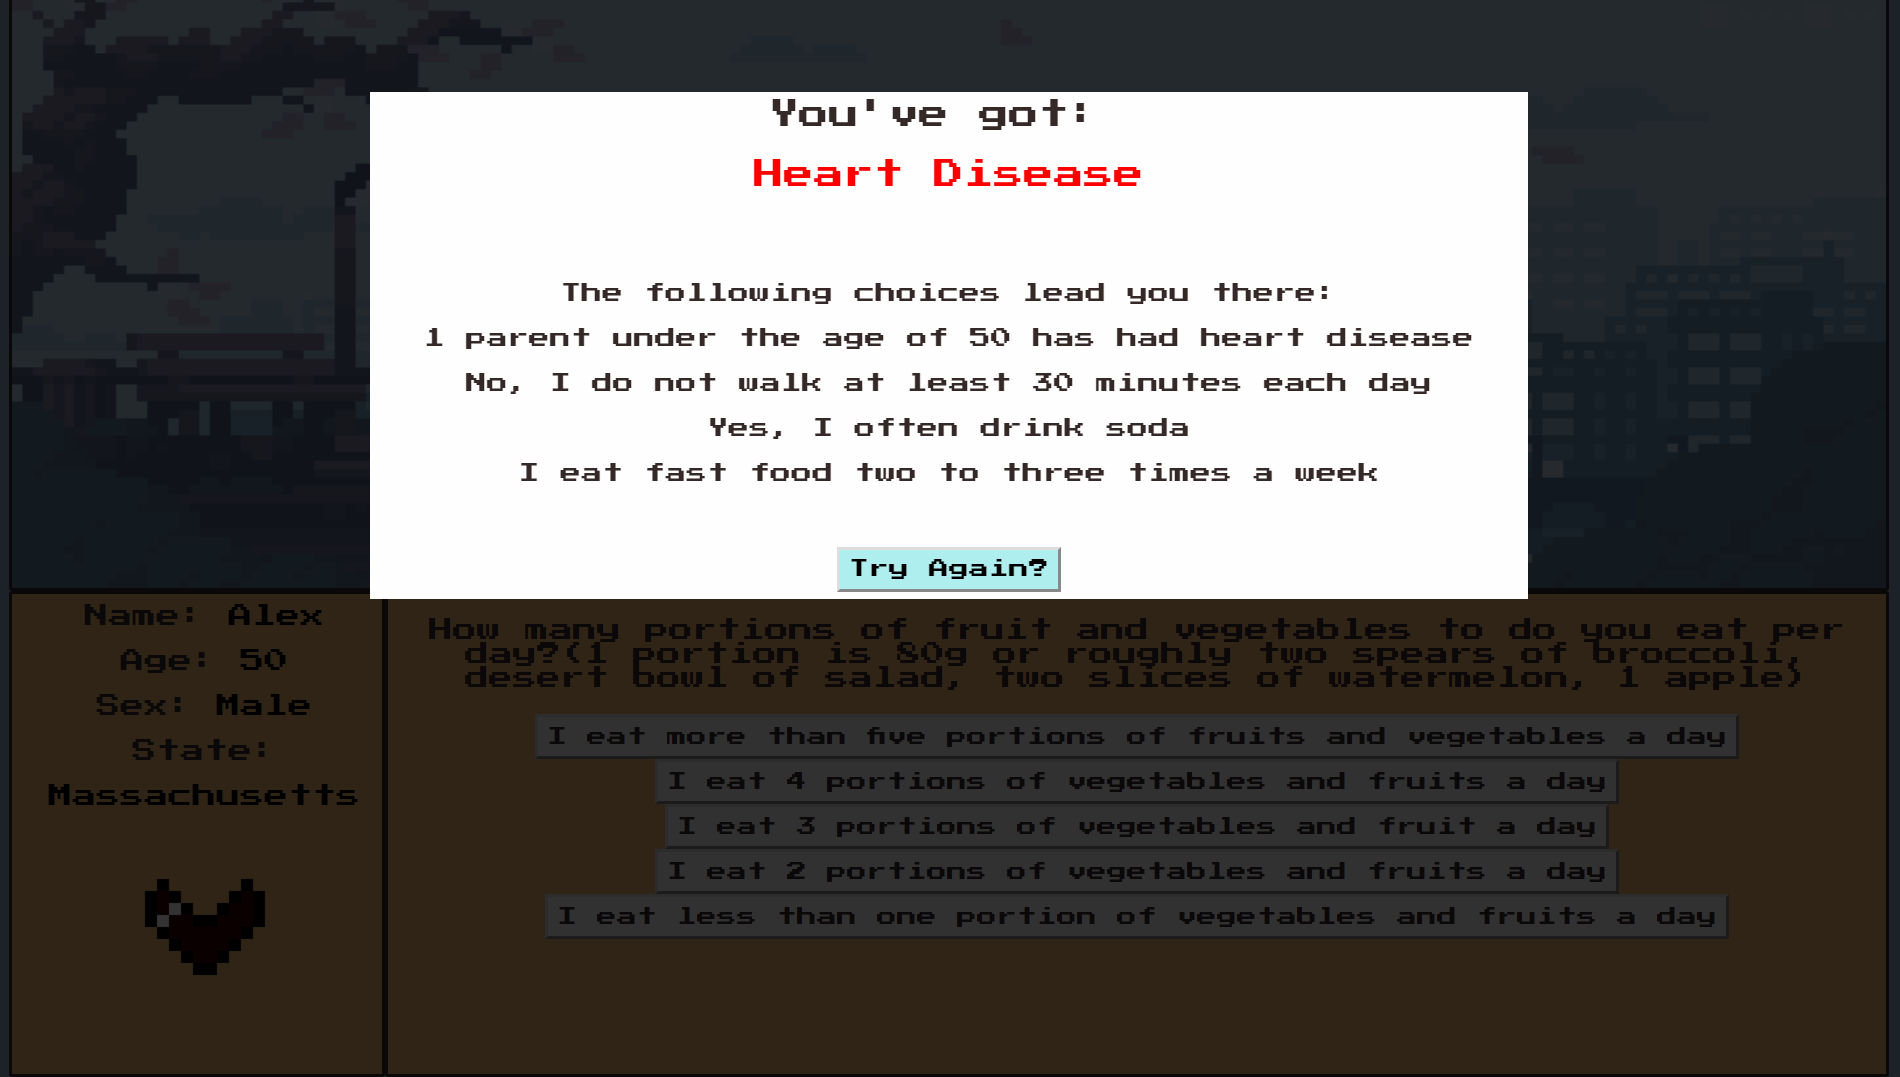 You've got:
Heart Disease
The following choices lead you there:
1 parent under the age of 50 has had heart disease
No, I do not walk at least 30 minutes each day
Yes, I often drink soda
I eat fast food two to three times a week
Try Again?
Name: Alex
Age: 50
Sex: Male
State:
Massachusetts
How many portions of fruit and vegetables to do you eat per
day?(1 portion is 80g or roughly two spears of broccoli,
desert bowl of salad, two slices of watermelon, 1 apple)
I eat more than five portions of fruits and vegetables a day
I eat 4 portions of vegetables and fruits a day
I eat 3 portions of vegetables and fruit a day
I eat 2 portions of vegetables and fruits a day
I eat less than one portion of vegetables and fruits a day